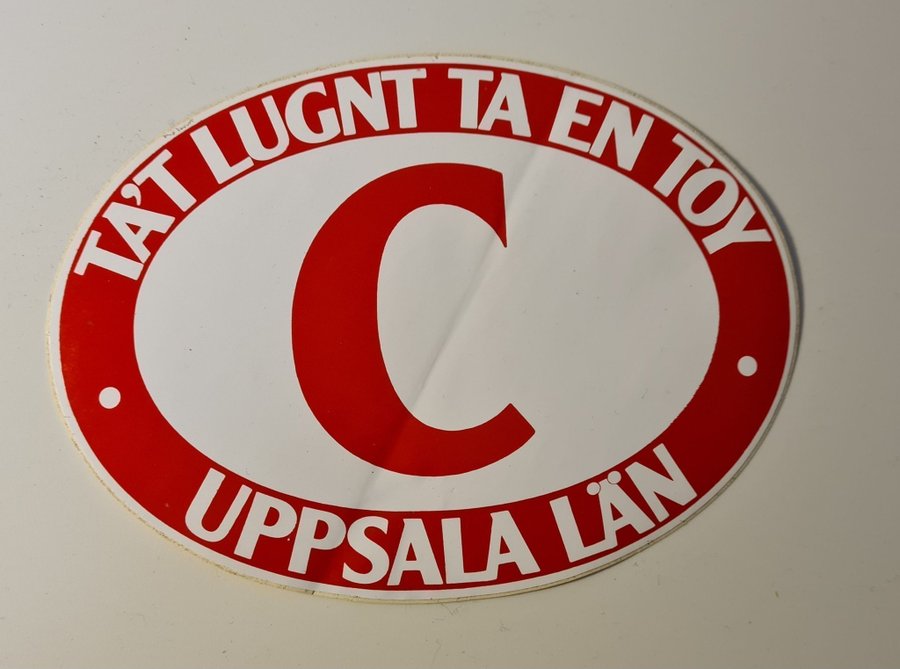 TA'T LUGNT TA EN TOY
C
UPPSALA LÄN